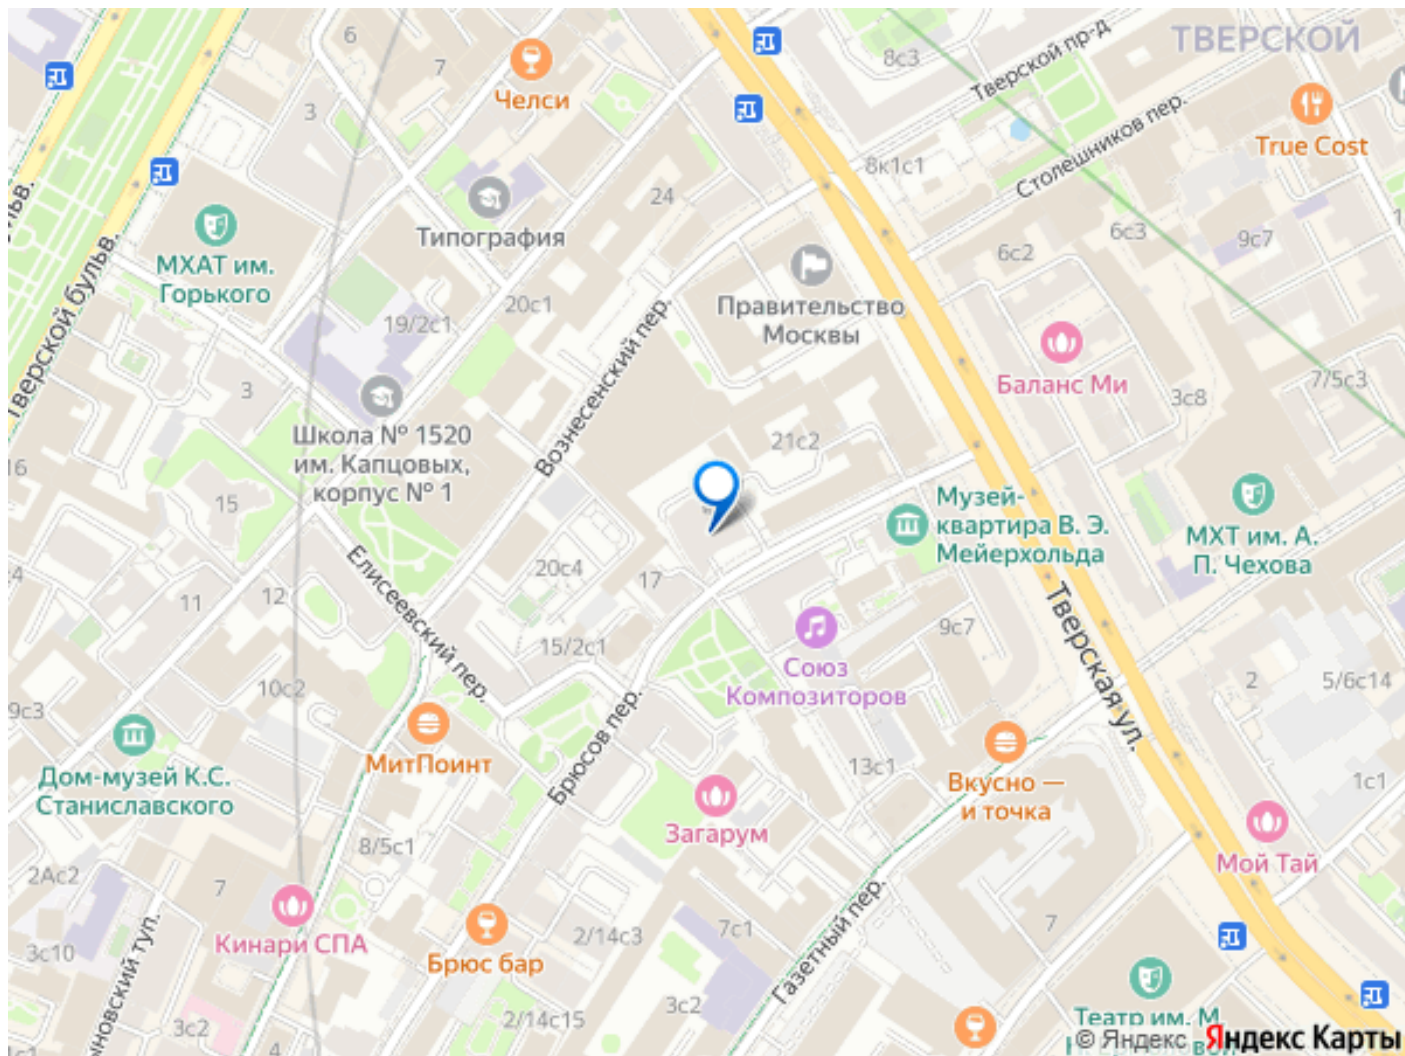 6
7
Челси
3
МХАТ им.
Горького
Типография
24
8с3
Тверской пр-д
ТВЕРСКОЙ
True Cost
8к1с1
Столешников пер.
6с3
6с2
9с7
Правительство
Москвы
20с1
19/2с1
Тверской бульв.
3
Вознесенский пер.
Баланс Ми
7/5с3
3с8
Школа № 1520
им. Капцовых,
корпус № 1
21с2
16
15
Музей-
квартира В. Э.
Мейерхольда
МХТ им. А.
П. Чехова
20с4
17
11
12
Елисеевский пер.
15/2с1
9с7
Тверская ул.
Союз
Композиторов
10с2
2
5/6с14
9с3
Дом-музей К.С.
Станиславского
МитПоинт
Брюсов пер.
13с1
Вкусно —
и точка
1с1
Загарум
8/5с1
Мой Тай
2Ас2
7
Кинари СПА
Брюс бар
2/14с3
7с1
Газетный пер.
7
3с10
3с2
2/14с15
3с2
4
Театр им. М.
© Яндекс Яндекс Карты